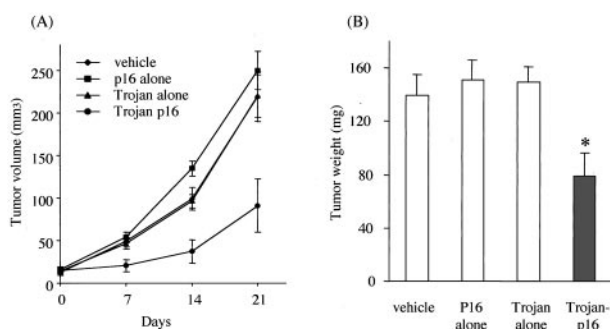 (A)
vehicle
p16 alone
Trojan alone
Trojan p16
Tumor volume (mm3)
250
200
150
100
50
0
0 7 14 21
Days
(B)
Tumor weight (mg)
160
120
80
40
0
*
vehicle P16 Trojan Trojan-
alone alone p16